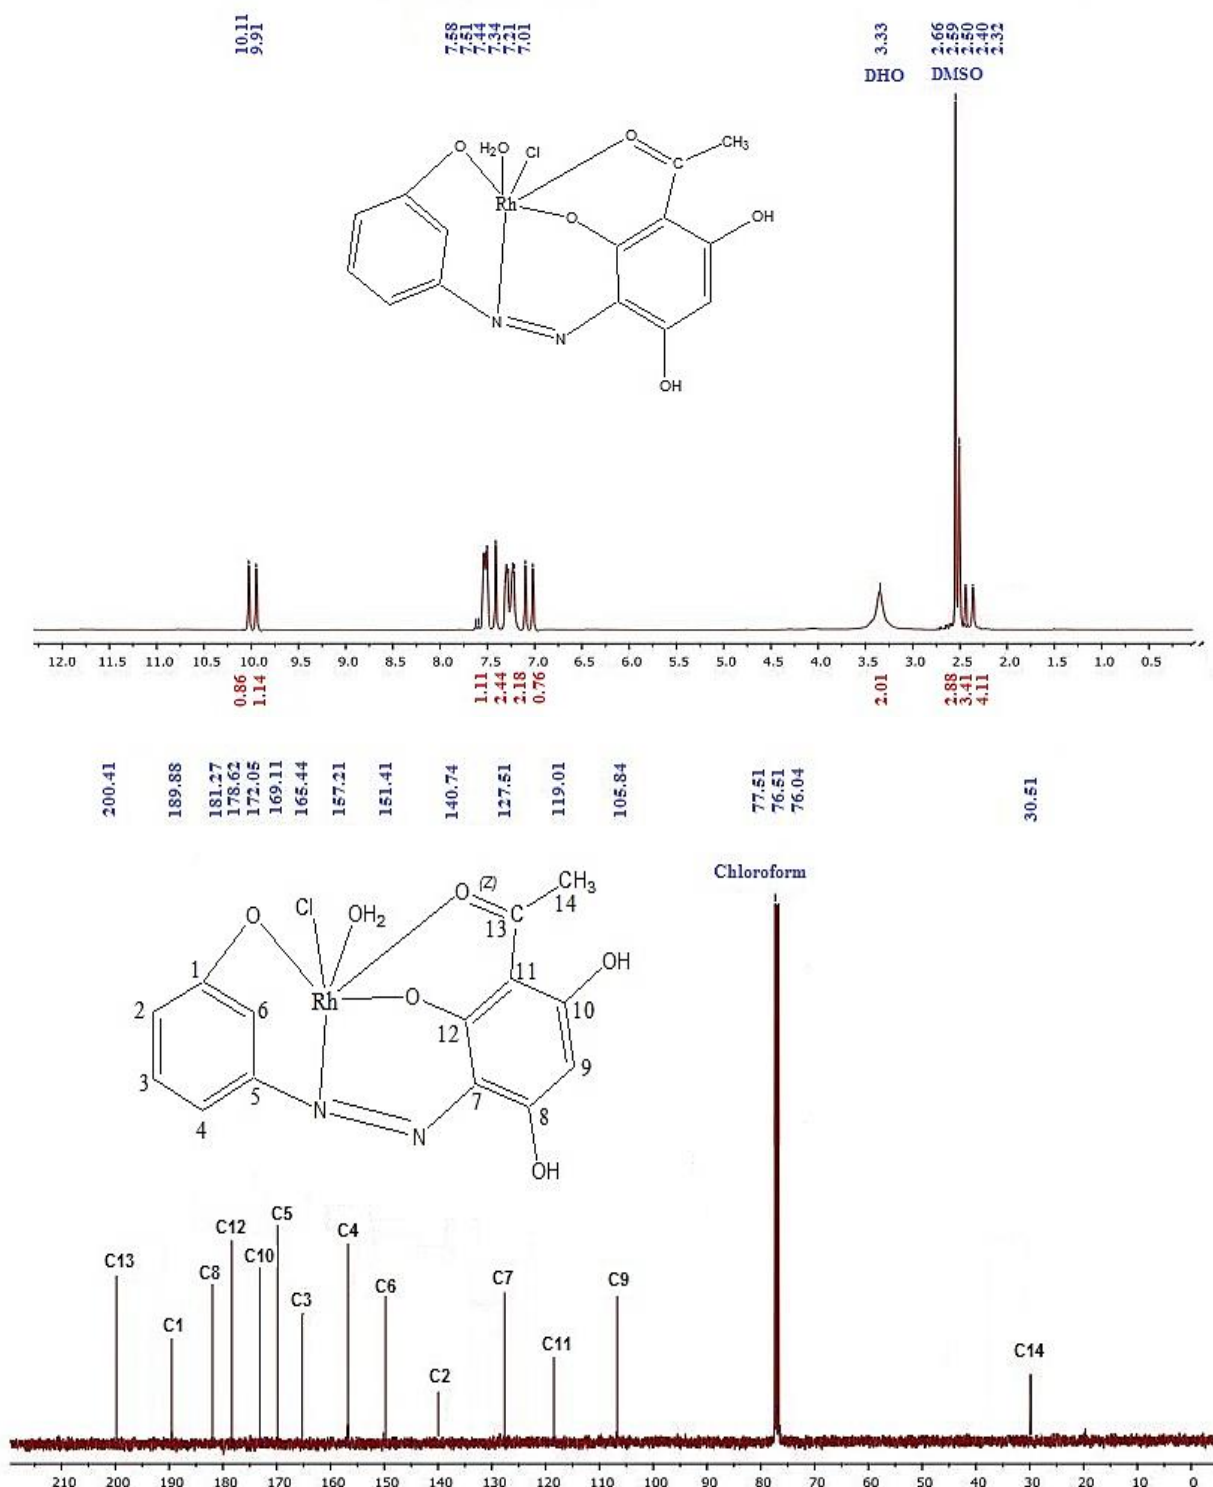 10.11
9.91
7.58
7.51
7.44
7.34
7.21
7.01
3.33
2.66
2.59
2.50
2.40
2.32
DHO
DMSO
O
H2O
Cl
O
C
CH3
Rh
O
OH
N
N
OH
12.0 11.5 11.0 10.5 10.0 9.5 9.0 8.5 8.0 7.5 7.0 6.5 6.0 5.5 5.0 4.5 4.0 3.5 3.0 2.5 2.0 1.5 1.0 0.5
0.86
1.14
1.11
2.44
2.18
0.76
2.01
2.88
3.41
4.11
200.41
189.88
181.27
178.62
172.05
169.11
165.44
157.21
151.41
140.74
127.51
119.01
105.84
77.51
76.51
76.04
30.51
Chloroform
O (Z)
CH3
14
Cl
OH2
O
C
13
1
11
OH
Rh
O
10
2
6
12
9
3
5
7
8
4
N
N
OH
C13
C1
C8
C12
C10
C5
C3
C4
C6
C2
C7
C11
C9
C14
210 200 190 180 170 160 150 140 130 120 110 100 90 80 70 60 50 40 30 20 10 0